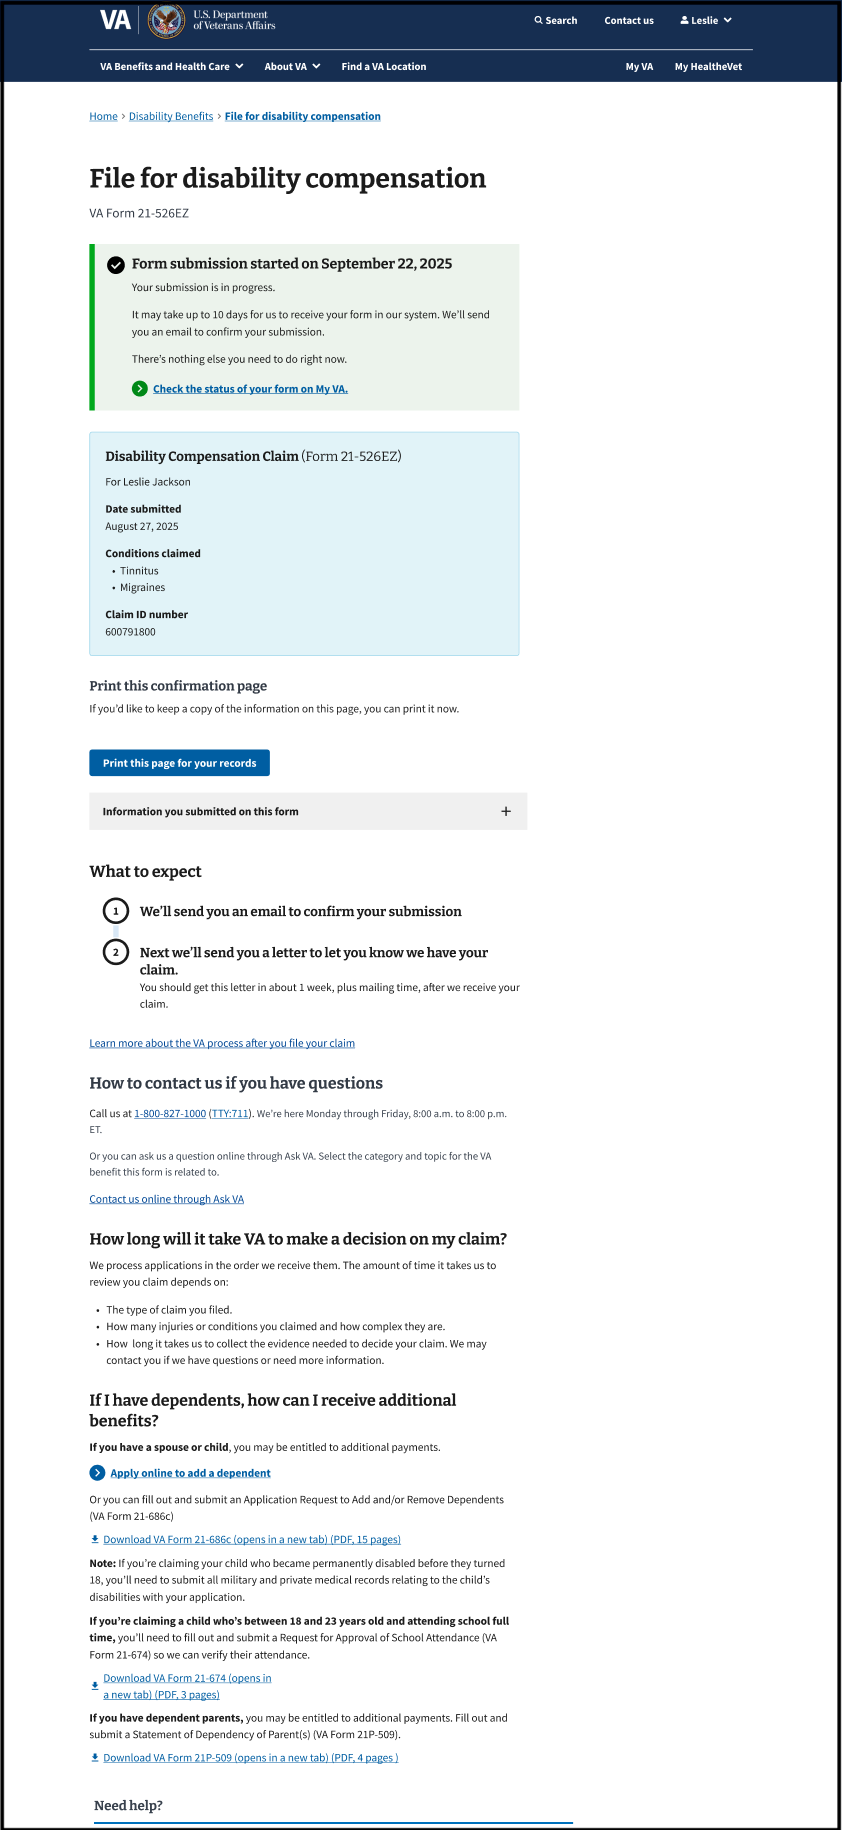 VA
U.S. Department
of Veterans Affairs
Search
Contact us
Leslie
VA Benefits and Health Care
About VA
Find a VA Location
My VA
My HealtheVet
Home › Disability Benefits › File for disability compensation
File for disability compensation
VA Form 21-526EZ
Form submission started on September 22, 2025
Your submission is in progress.
It may take up to 10 days for us to receive your form in our system. We’ll send
you an email to confirm your submission.
There’s nothing else you need to do right now.
Check the status of your form on My VA.
Disability Compensation Claim (Form 21-526EZ)
For Leslie Jackson
Date submitted
August 27, 2025
Conditions claimed
• Tinnitus
• Migraines
Claim ID number
600791800
Print this confirmation page
If you’d like to keep a copy of the information on this page, you can print it now.
Print this page for your records
Information you submitted on this form
What to expect
1 We’ll send you an email to confirm your submission
2 Next we’ll send you a letter to let you know we have your
claim.
You should get this letter in about 1 week, plus mailing time, after we receive your
claim.
Learn more about the VA process after you file your claim
How to contact us if you have questions
Call us at 1-800-827-1000 (TTY:711). We’re here Monday through Friday, 8:00 a.m. to 8:00 p.m.
ET.
Or you can ask us a question online through Ask VA. Select the category and topic for the VA
benefit this form is related to.
Contact us online through Ask VA
How long will it take VA to make a decision on my claim?
We process applications in the order we receive them. The amount of time it takes us to
review you claim depends on:
• The type of claim you filed.
• How many injuries or conditions you claimed and how complex they are.
• How long it takes us to collect the evidence needed to decide your claim. We may
contact you if we have questions or need more information.
If I have dependents, how can I receive additional
benefits?
If you have a spouse or child, you may be entitled to additional payments.
Apply online to add a dependent
Or you can fill out and submit an Application Request to Add and/or Remove Dependents
(VA Form 21-686c)
Download VA Form 21-686c (opens in a new tab) (PDF, 15 pages)
Note: If you’re claiming your child who became permanently disabled before they turned
18, you’ll need to submit all military and private medical records relating to the child’s
disabilities with your application.
If you’re claiming a child who’s between 18 and 23 years old and attending school full
time, you’ll need to fill out and submit a Request for Approval of School Attendance (VA
Form 21-674) so we can verify their attendance.
Download VA Form 21-674 (opens in
a new tab) (PDF, 3 pages)
If you have dependent parents, you may be entitled to additional payments. Fill out and
submit a Statement of Dependency of Parent(s) (VA Form 21P-509).
Download VA Form 21P-509 (opens in a new tab) (PDF, 4 pages )
Need help?